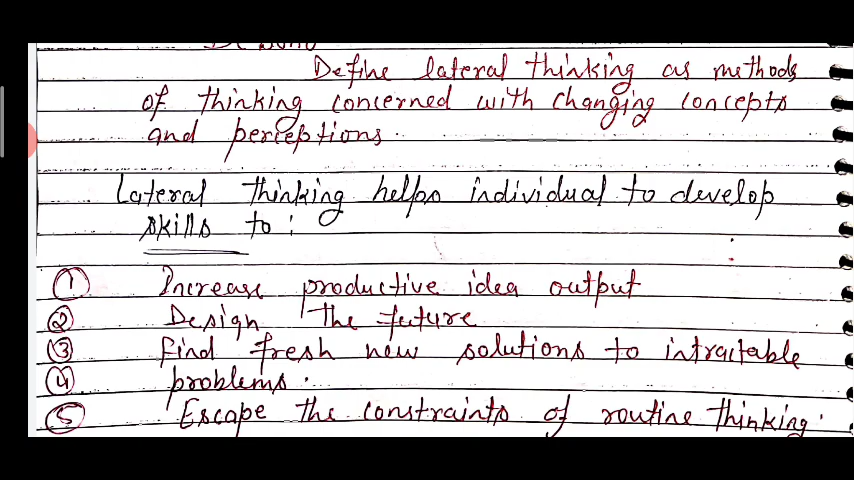 Define lateral thinking as methods
of thinking concerned with changing concepts
and perceptions
Lateral thinking helps individual to develop
skills to :
① Increase productive idea output
② Design the future
③ Find fresh new solutions to intractable
④ problems.
⑤ Escape the constraints of routine thinking.